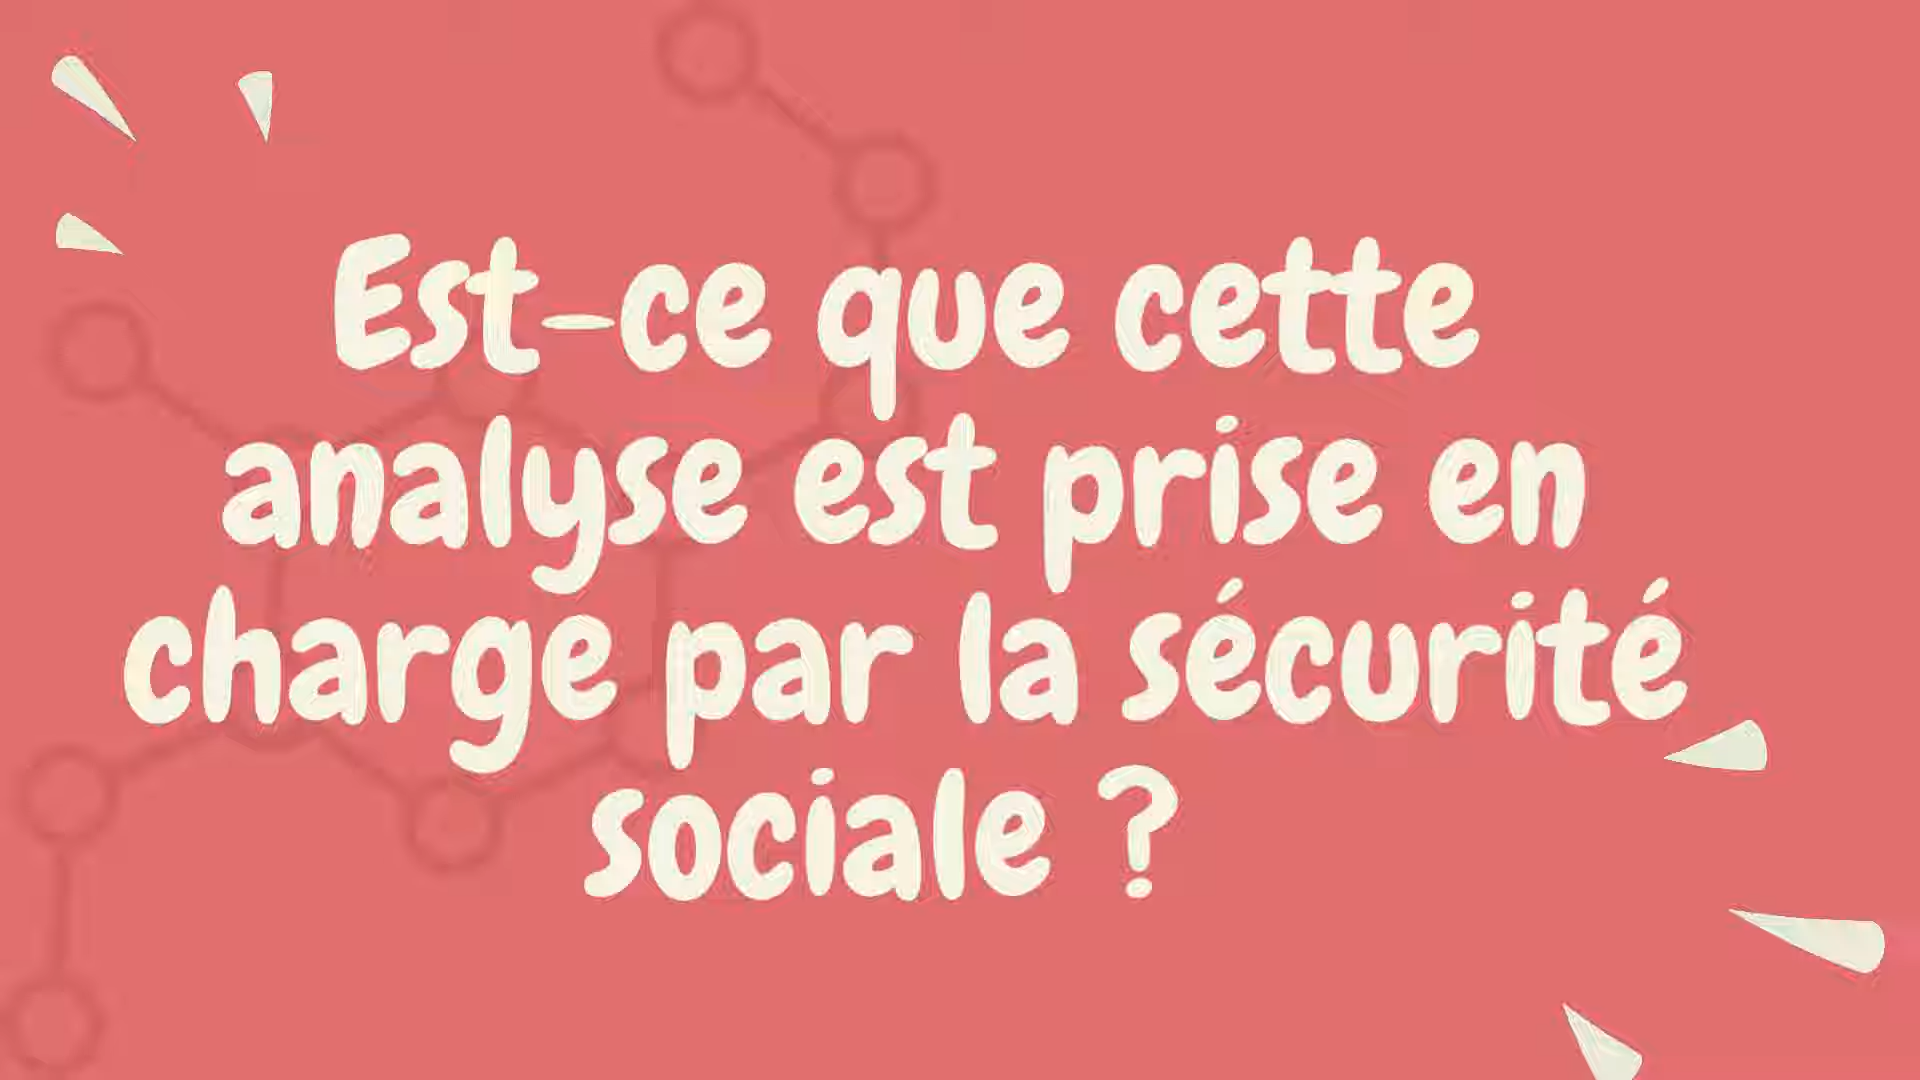 Est-ce que cette
analyse est prise en
charge par la sécurité
sociale ?